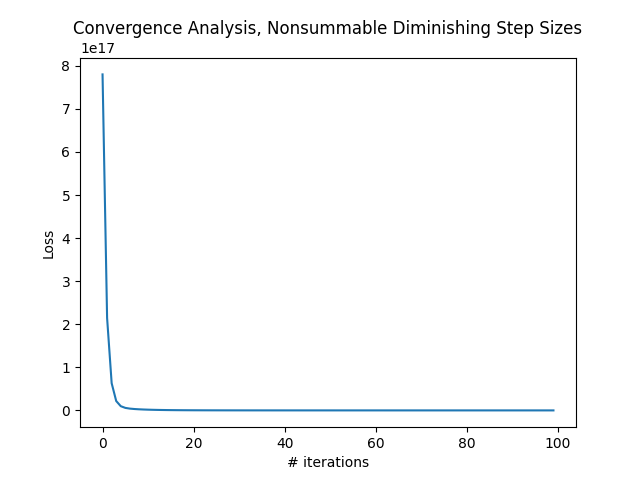 Convergence Analysis, Nonsummable Diminishing Step Sizes
1e17
8
7
6
5
4
3
2
1
0
Loss
0 20 40 60 80 100
# iterations